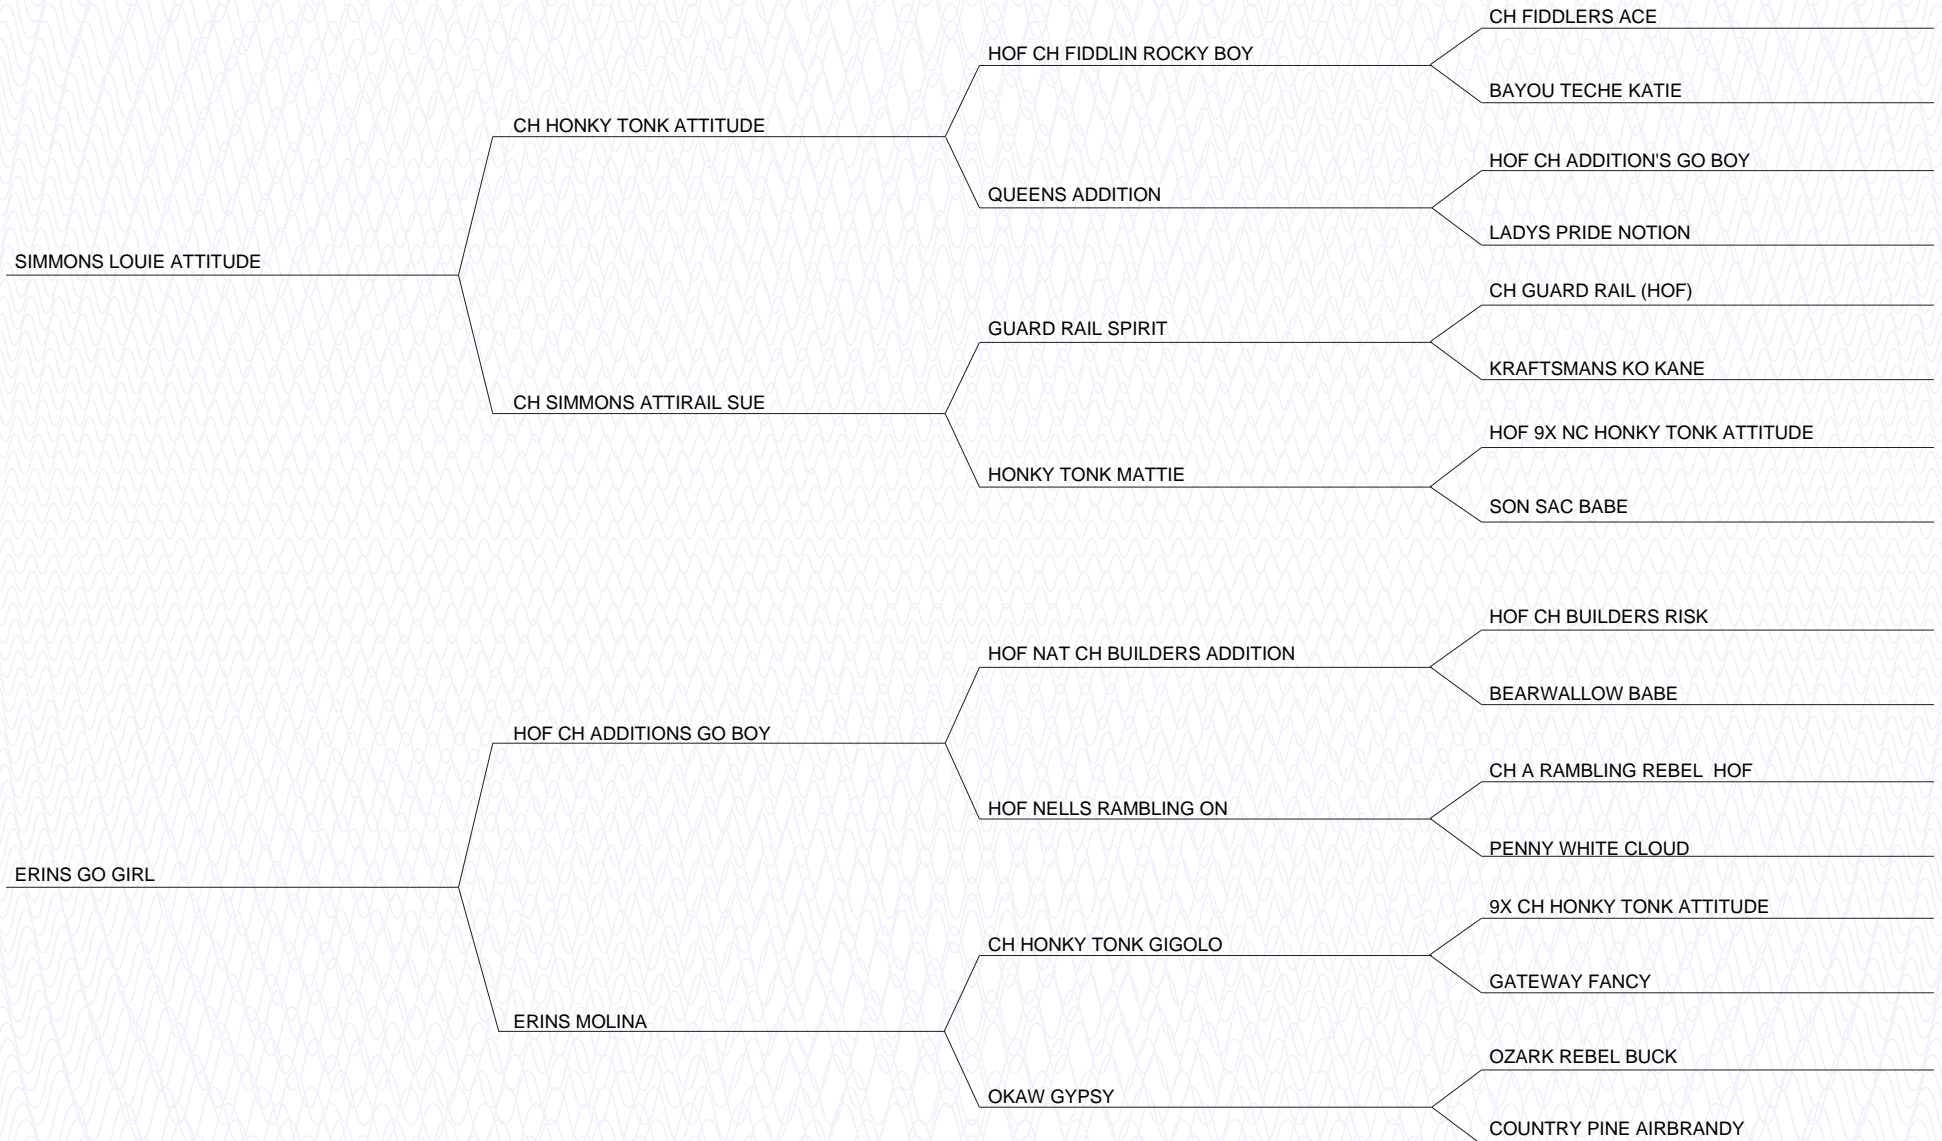 CH FIDDLERS ACE
HOF CH FIDDLIN ROCKY BOY
BAYOU TECHE KATIE
CH HONKY TONK ATTITUDE
HOF CH ADDITION'S GO BOY
QUEENS ADDITION
LADYS PRIDE NOTION
SIMMONS LOUIE ATTITUDE
CH GUARD RAIL (HOF)
GUARD RAIL SPIRIT
KRAFTSMANS KO KANE
CH SIMMONS ATTIRAIL SUE
HOF 9X NC HONKY TONK ATTITUDE
HONKY TONK MATTIE
SON SAC BABE
HOF CH BUILDERS RISK
HOF NAT CH BUILDERS ADDITION
BEARWALLOW BABE
HOF CH ADDITIONS GO BOY
CH A RAMBLING REBEL  HOF
HOF NELLS RAMBLING ON
PENNY WHITE CLOUD
ERINS GO GIRL
9X CH HONKY TONK ATTITUDE
CH HONKY TONK GIGOLO
GATEWAY FANCY
ERINS MOLINA
OZARK REBEL BUCK
OKAW GYPSY
COUNTRY PINE AIRBRANDY